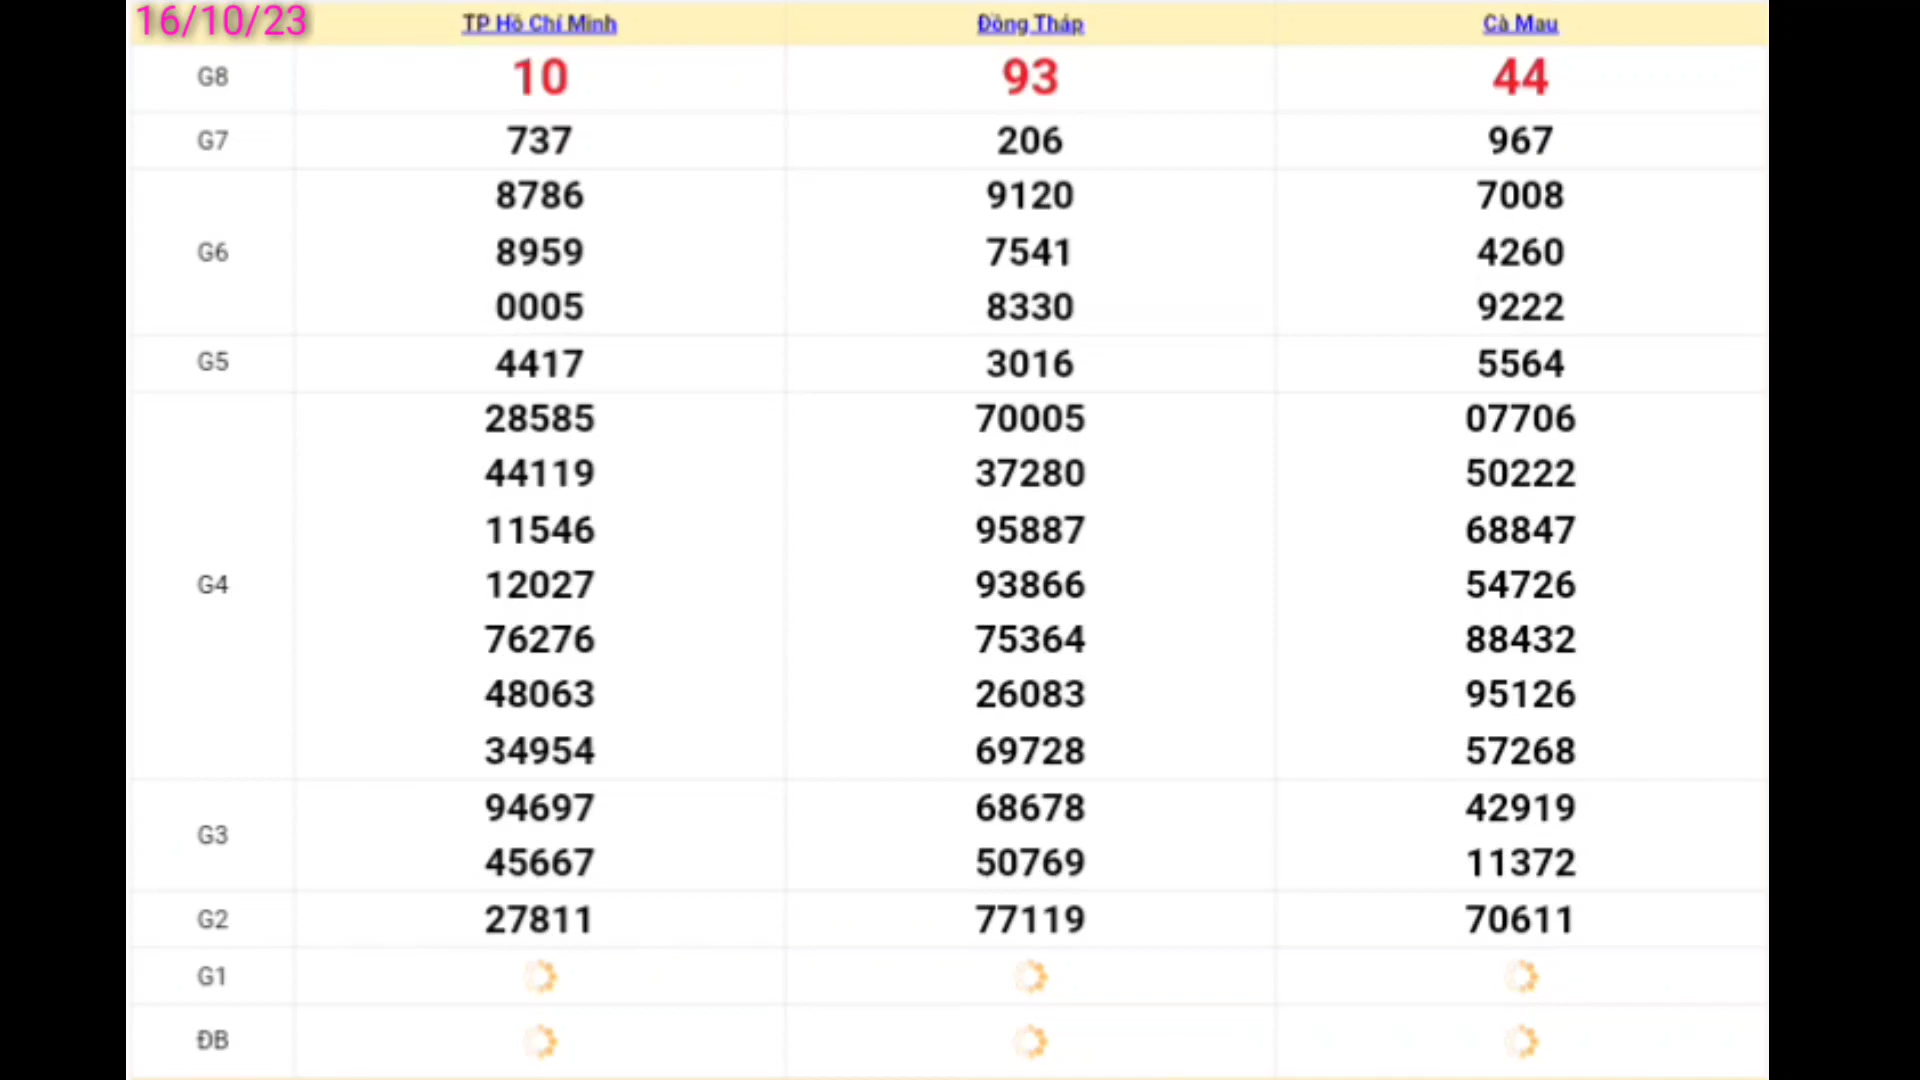 16/10/23 TP Hồ Chí Minh Đồng Tháp Cà Mau
G8 10 93 44
G7 737 206 967
8786 9120 7008
G6 8959 7541 4260
0005 8330 9222
G5 4417 3016 5564
28585 70005 07706
44119 37280 50222
11546 95887 68847
G4 12027 93866 54726
76276 75364 88432
48063 26083 95126
34954 69728 57268
94697 68678 42919
G3
45667 50769 11372
G2 27811 77119 70611
G1
ĐB